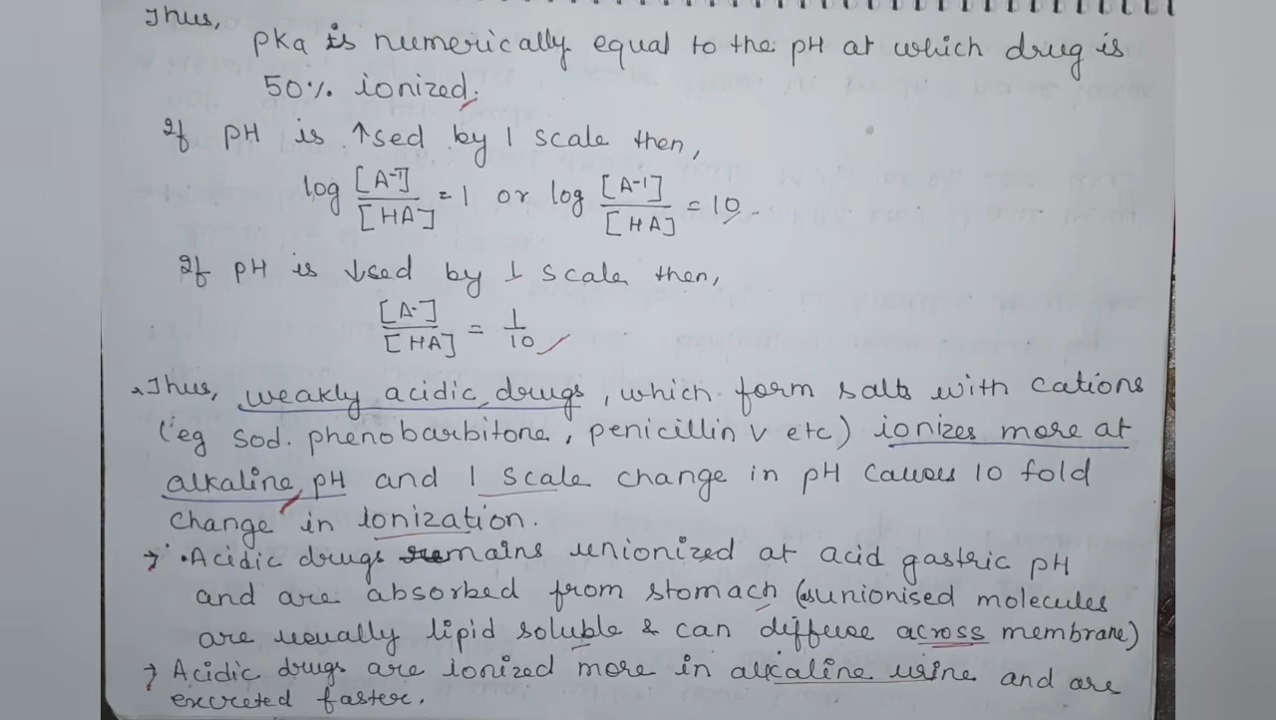 Thus,
pKa is numerically equal to the pH at which drug is
50% ionized.
If pH is ↑sed by 1 scale then,
log [A⁻¹]/[HA] = 1 or log [A⁻¹]/[HA] = 10
If pH is ↓sed by 1 scale then,
[A⁻]/[HA] = 1/10
Thus, weakly acidic drugs, which form salts with cations
(eg sod. phenobarbitone, penicillin v etc) ionizes more at
alkaline pH and 1 scale change in pH causes 10 fold
change in ionization.
→ • Acidic drugs remains unionized at acid gastric pH
and are absorbed from stomach (as unionised molecules
are usually lipid soluble & can diffuse across membrane)
→ Acidic drugs are ionized more in alkaline urine and are
excreted faster.